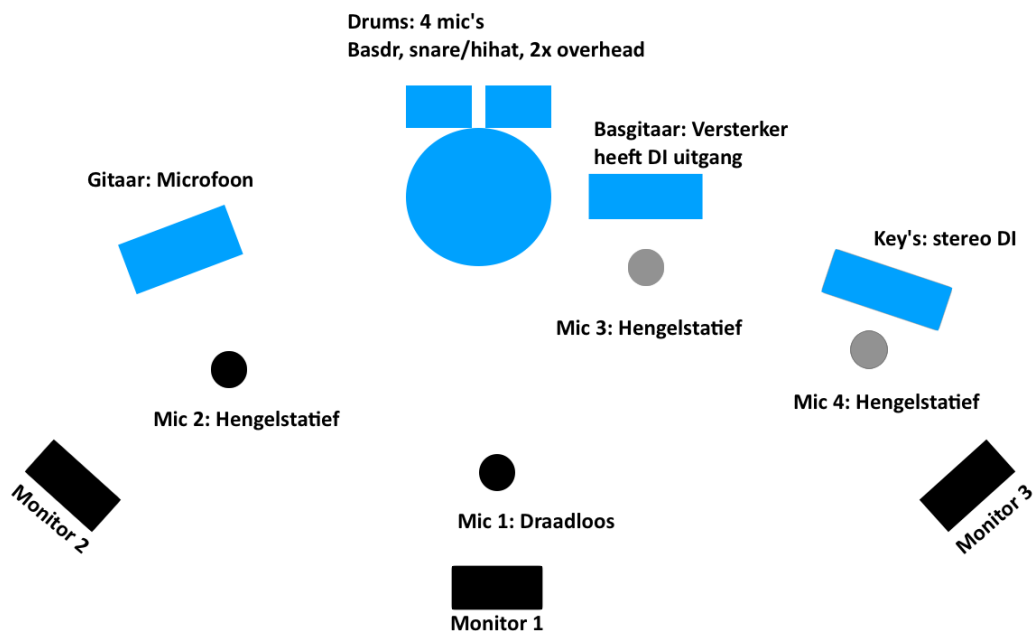 Drums: 4 mic's
Basdr, snare/hihat, 2x overhead
Basgitaar: Versterker
heeft DI uitgang
Gitaar: Microfoon
Key's: stereo DI
Mic 3: Hengelstatief
Mic 4: Hengelstatief
Mic 2: Hengelstatief
Monitor 2
Mic 1: Draadloos
Monitor 3
Monitor 1